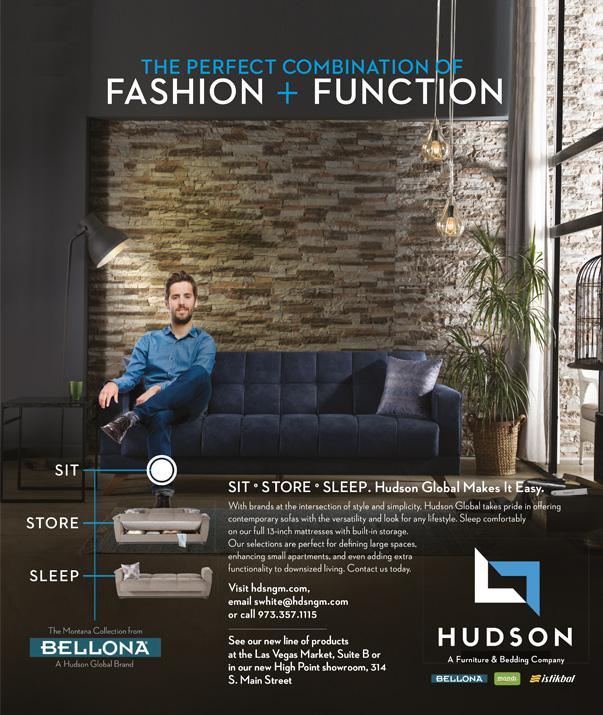 THE PERFECT COMBINATION OF
FASHION + FUNCTION
SIT
STORE
SLEEP
The Montana Collection from
BELLONA
A Hudson Global Brand
SIT ° STORE ° SLEEP. Hudson Global Makes It Easy.
With brands at the intersection of style and simplicity, Hudson Global takes pride in offering
contemporary sofas with the versatility and look for any lifestyle. Sleep comfortably
on our full 13-inch mattresses with built-in storage.
Our selections are perfect for defining large spaces,
enhancing small apartments, and even adding extra
functionality to downsized living. Contact us today.
Visit hdsngm.com,
email swhite@hdsngm.com
or call 973.357.1115
See our new line of products
at the Las Vegas Market, Suite B or
in our new High Point showroom, 314
S. Main Street
HUDSON
A Furniture & Bedding Company
BELLONA mondi istikbal